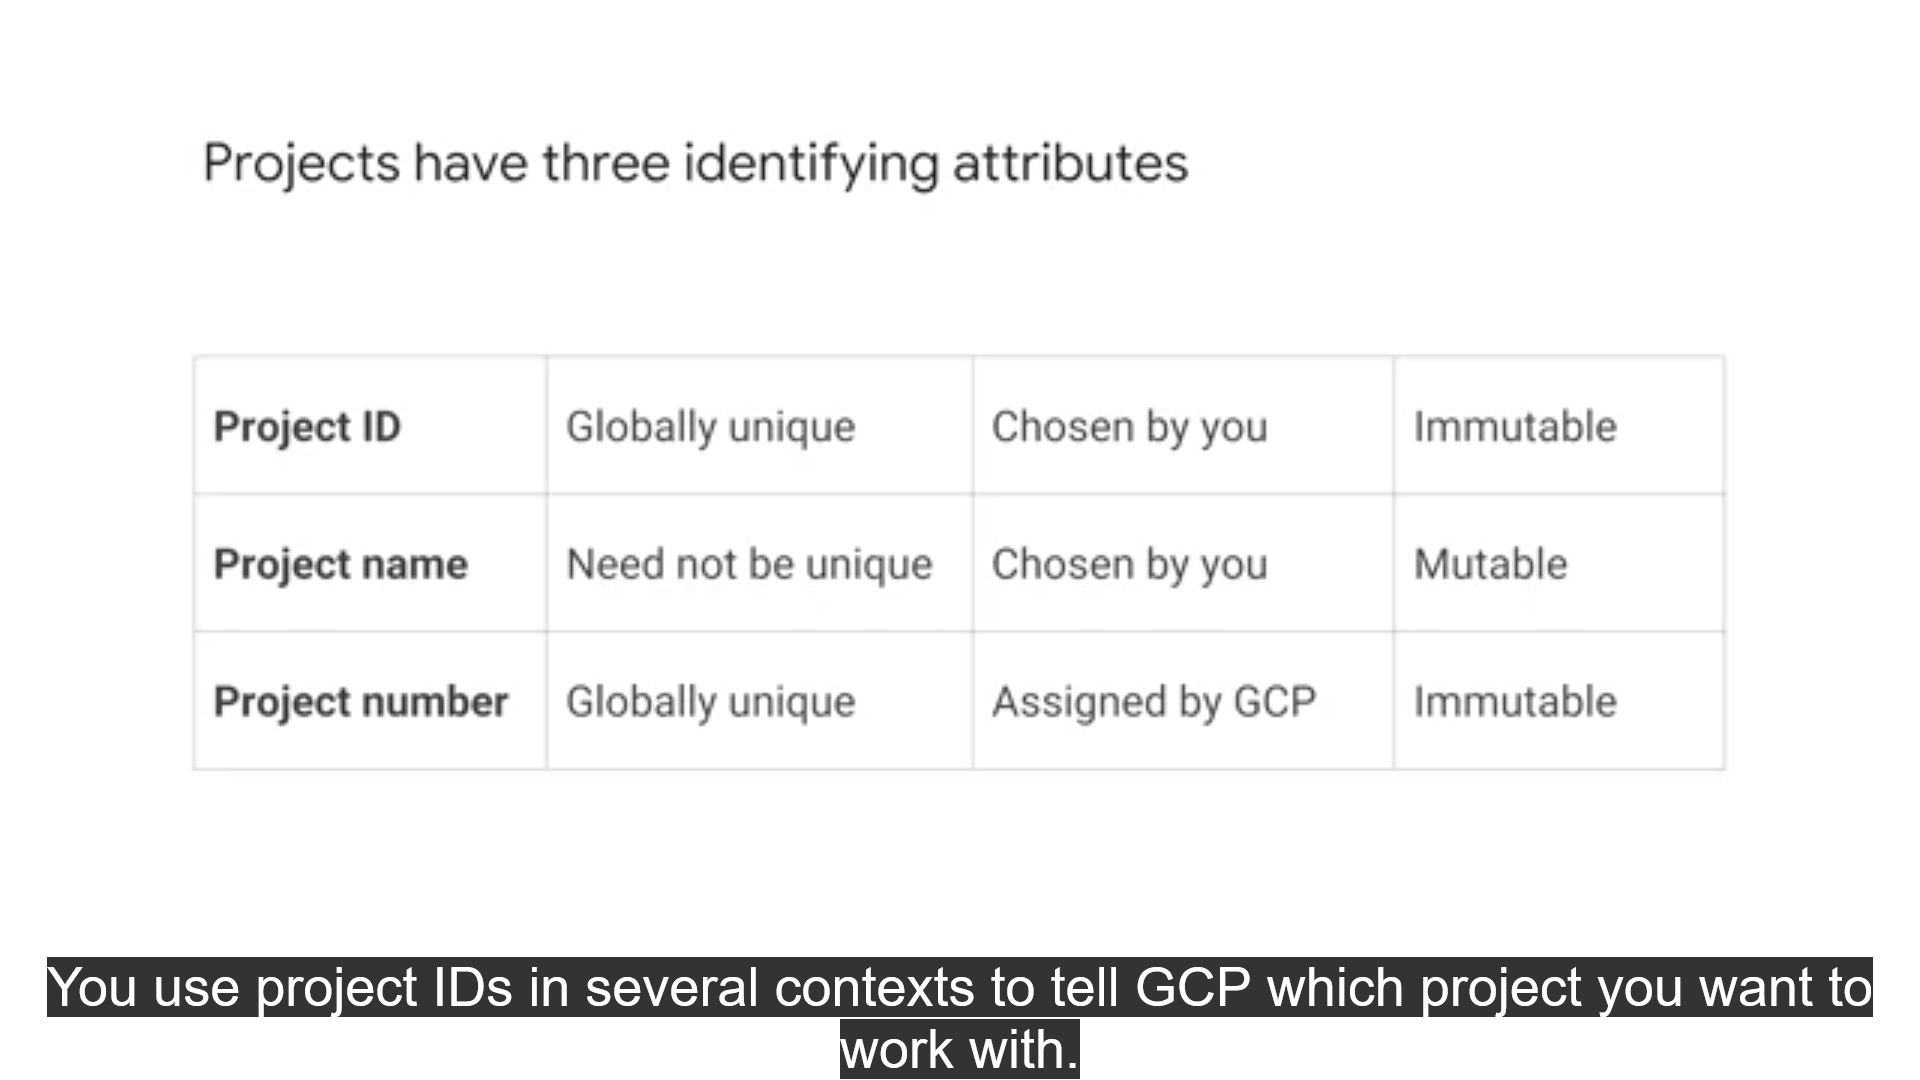 Projects have three identifying attributes
Project ID Globally unique Chosen by you Immutable
Project name Need not be unique Chosen by you Mutable
Project number Globally unique Assigned by GCP Immutable
You use project IDs in several contexts to tell GCP which project you want to
work with.